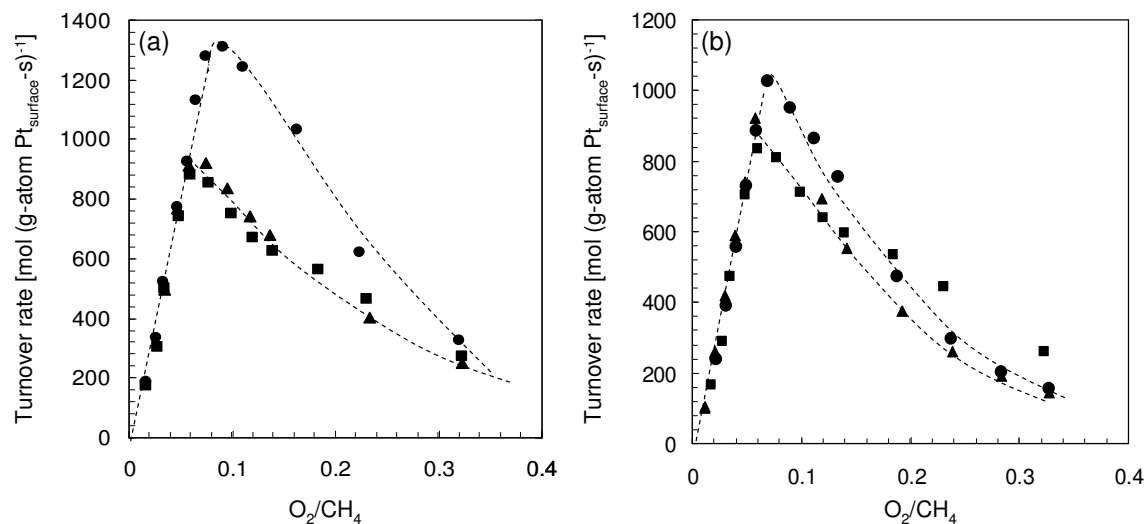 (a)
Turnover rate [mol (g-atom Pt_surface-s)^-1]
1400
1200
1000
800
600
400
200
0
0 0.1 0.2 0.3 0.4
O₂/CH₄
(b)
Turnover rate [mol (g-atom Pt_surface-s)^-1]
1200
1000
800
600
400
200
0
0 0.1 0.2 0.3 0.4
O₂/CH₄